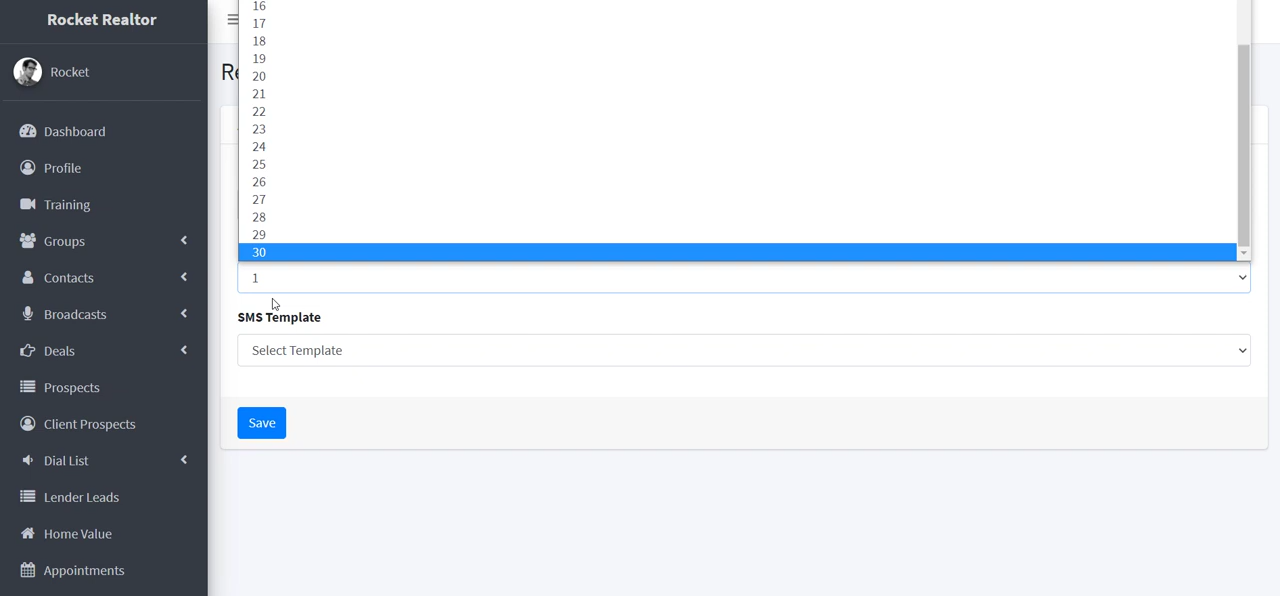 Rocket Realtor
Rocket
Dashboard
Profile
Training
Groups
Contacts
Broadcasts
Deals
Prospects
Client Prospects
Dial List
Lender Leads
Home Value
Appointments
Re
16
17
18
19
20
21
22
23
24
25
26
27
28
29
30
1
SMS Template
Select Template
Save